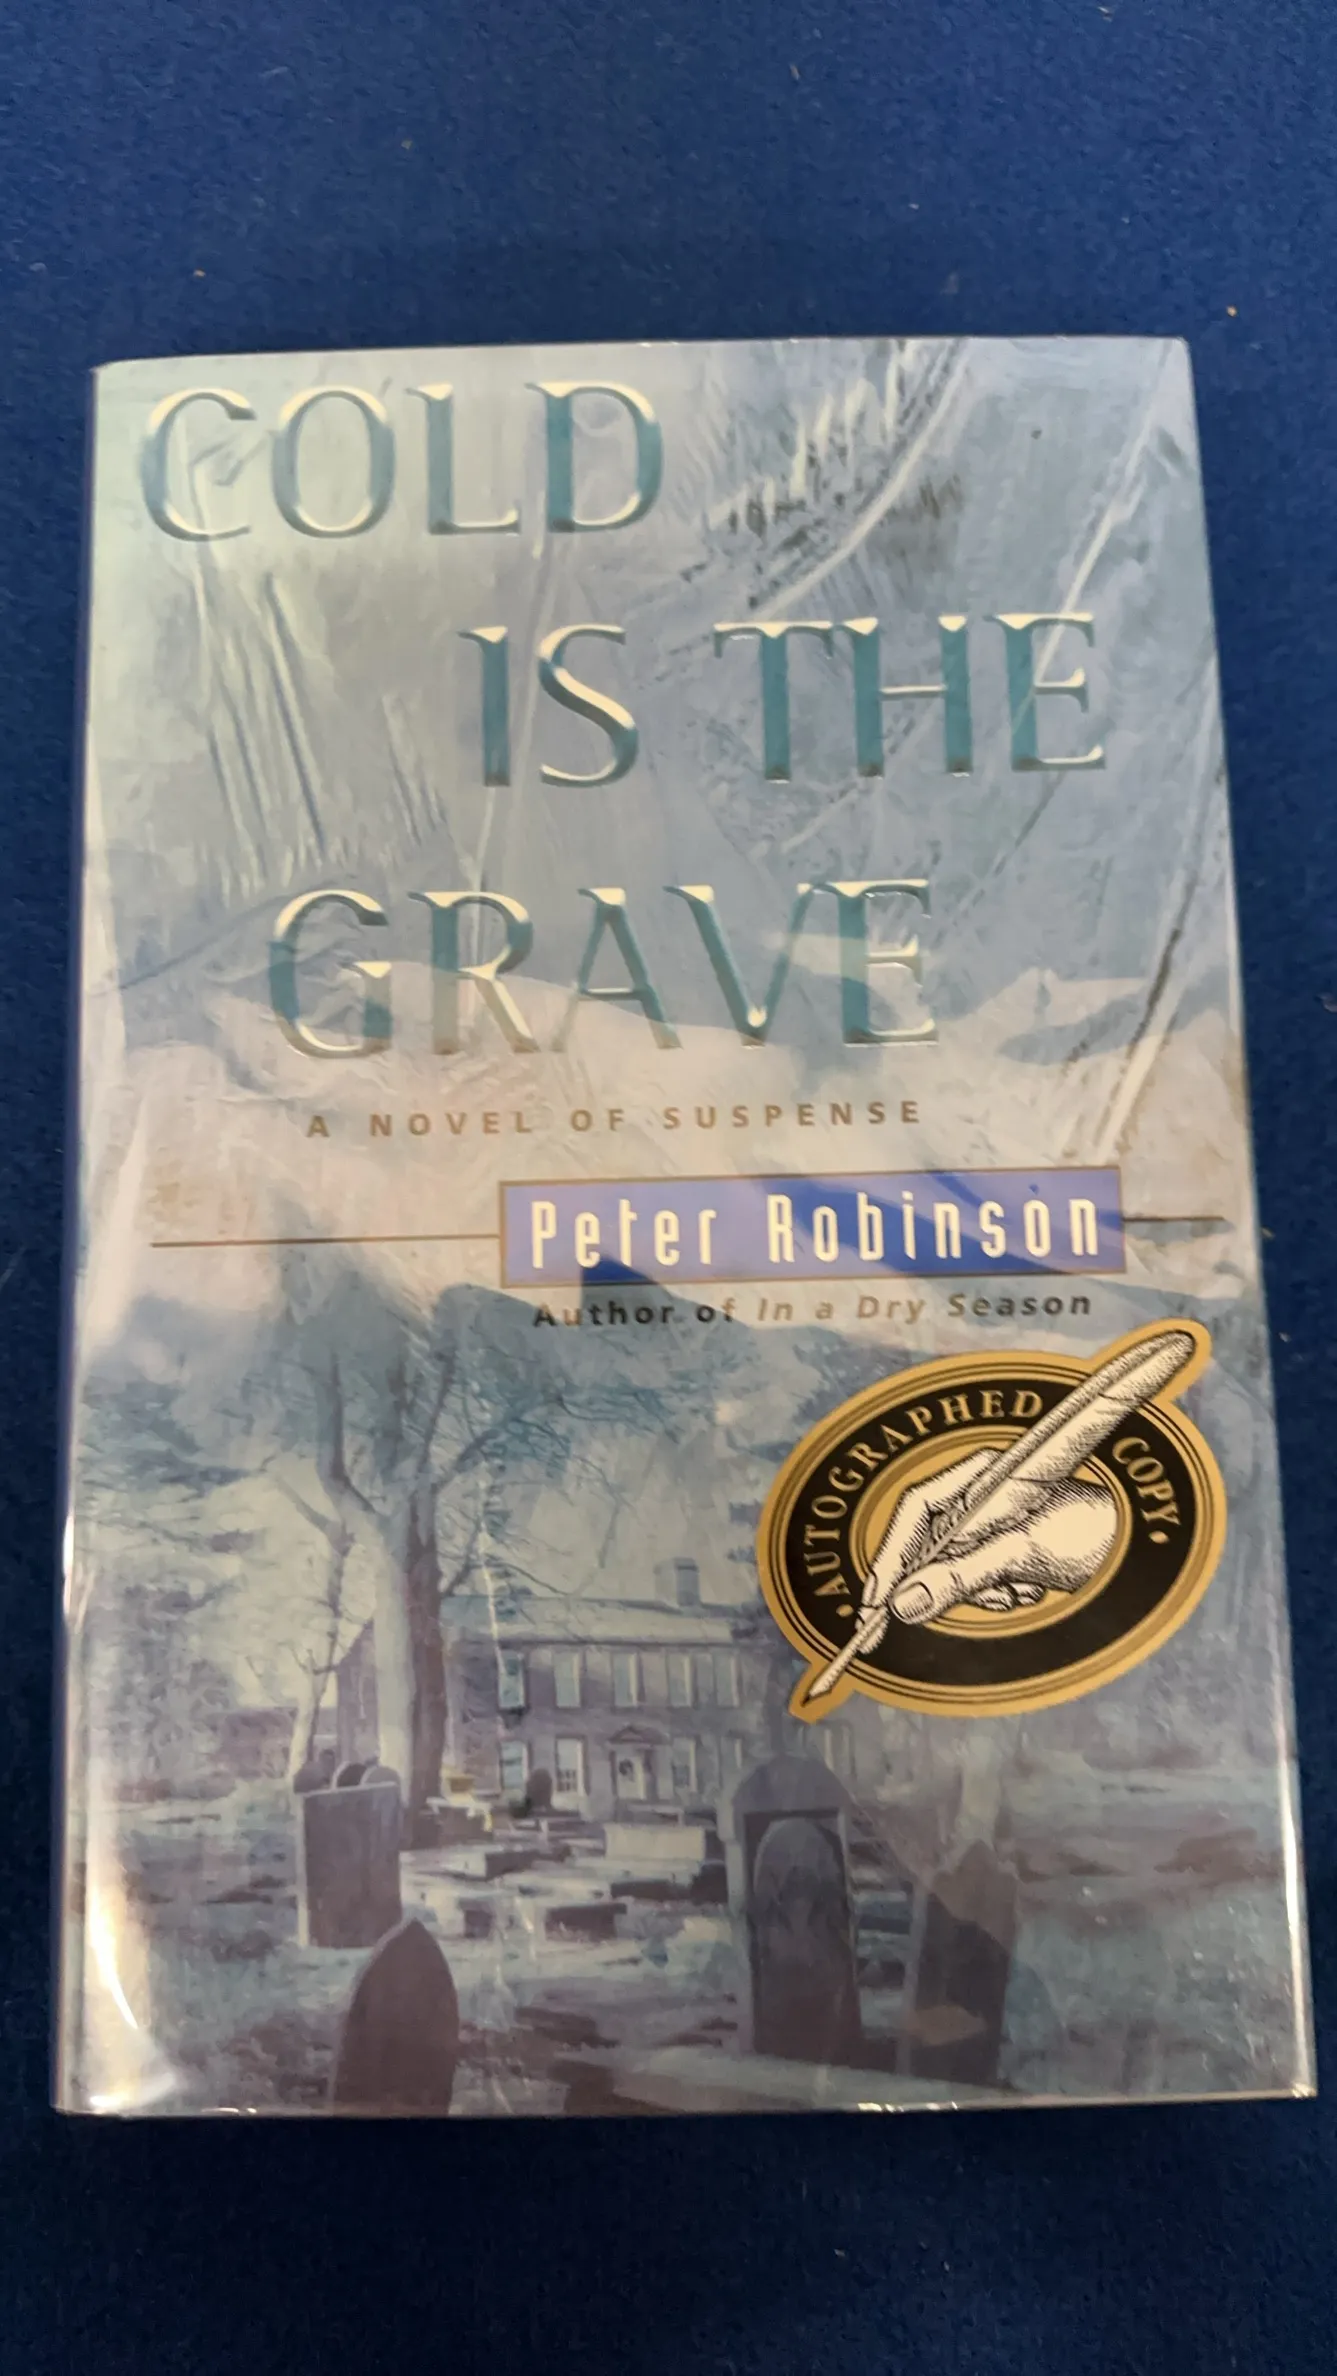 COLD
IS THE
GRAVE
A NOVEL OF SUSPENSE
Peter Robinson
Author of In a Dry Season
• AUTOGRAPHED COPY •